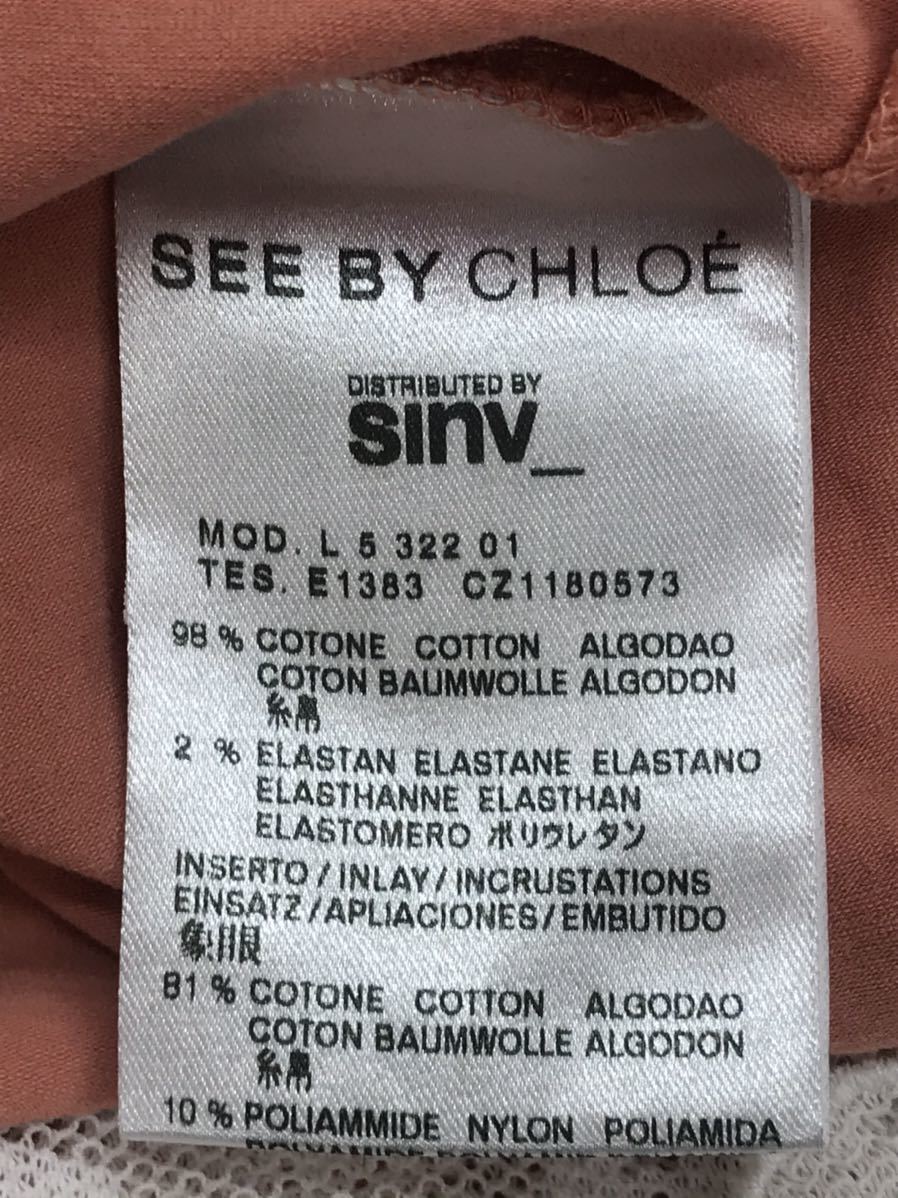 SEE BY CHLOÉ
DISTRIBUTED BY
sinv_
MOD. L 5 322 01
TES. E1383 CZ1180573
98 % COTONE COTTON ALGODAO
COTON BAUMWOLLE ALGODON
綿
2 % ELASTAN ELASTANE ELASTANO
ELASTHANNE ELASTHAN
ELASTOMERO ポリウレタン
INSERTO / INLAY / INCRUSTATIONS
EINSATZ / APLIACIONES / EMBUTIDO
象眼
81 % COTONE COTTON ALGODAO
COTON BAUMWOLLE ALGODON
綿
10 % POLIAMMIDE NYLON POLIAMIDA